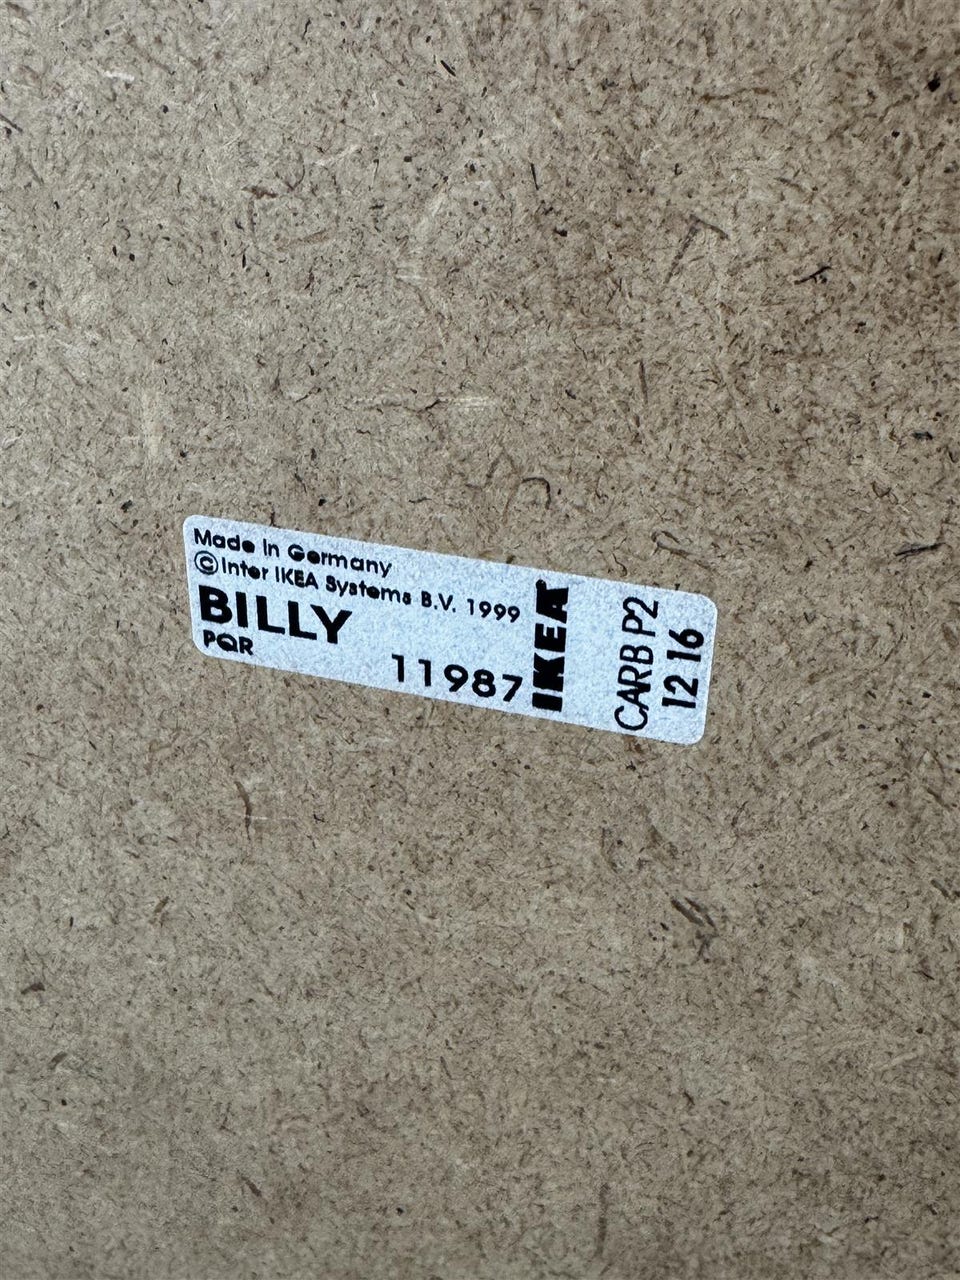 Made in Germany
©Inter IKEA Systems B.V. 1999
BILLY
PQR
11987
IKEA
CARB P2
12 16